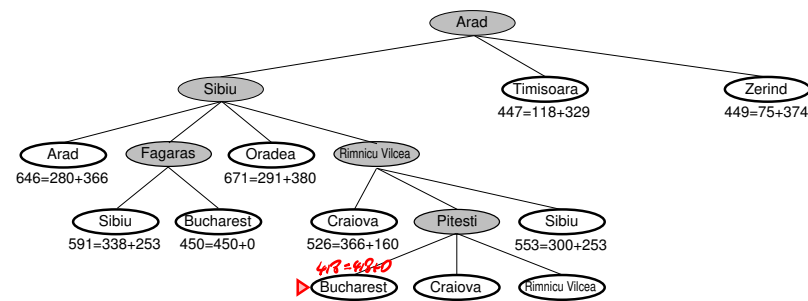 Arad
Sibiu
Timisoara
Zerind
447=118+329
449=75+374
Arad
Fagaras
Oradea
Rimnicu Vilcea
646=280+366
671=291+380
Sibiu
Bucharest
Craiova
Pitesti
Sibiu
591=338+253
450=450+0
526=366+160
553=300+253
418=418+0
Bucharest
Craiova
Rimnicu Vilcea